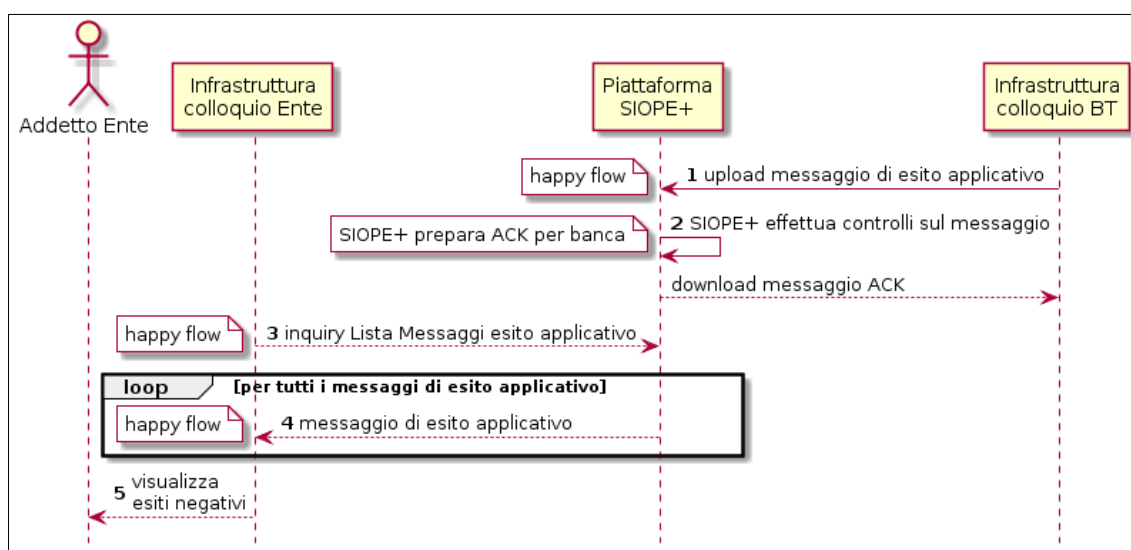 Addetto Ente
Infrastruttura
colloquio Ente
Piattaforma
SIOPE+
Infrastruttura
colloquio BT
happy flow
1 upload messaggio di esito applicativo
SIOPE+ prepara ACK per banca
2 SIOPE+ effettua controlli sul messaggio
download messaggio ACK
happy flow
3 inquiry Lista Messaggi esito applicativo
loop
[per tutti i messaggi di esito applicativo]
happy flow
4 messaggio di esito applicativo
5 visualizza
esiti negativi